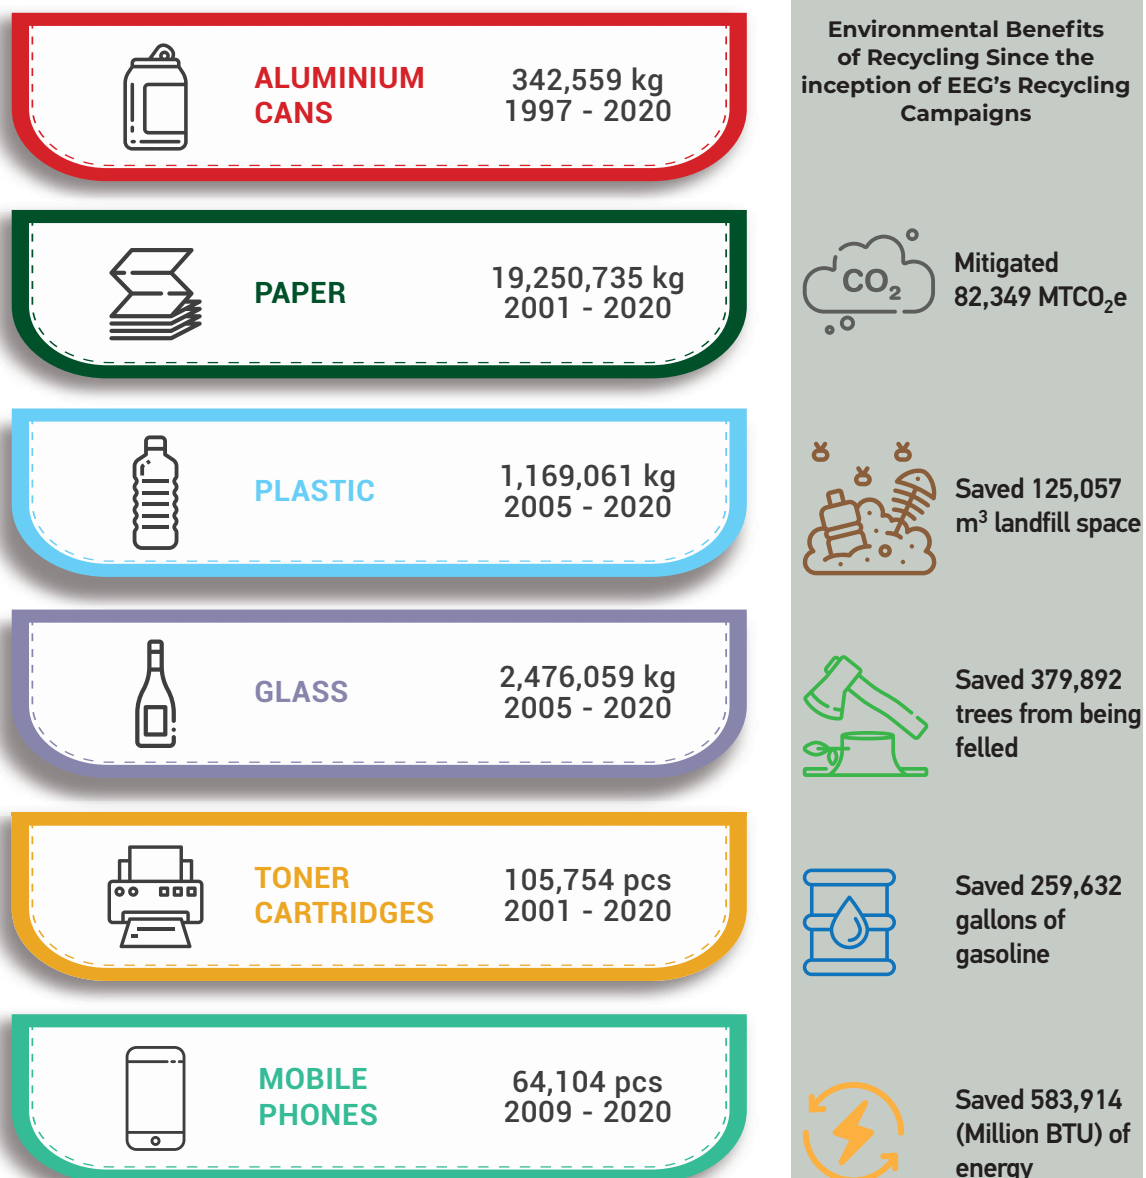 ALUMINIUM
CANS
342,559 kg
1997 - 2020
PAPER
19,250,735 kg
2001 - 2020
PLASTIC
1,169,061 kg
2005 - 2020
GLASS
2,476,059 kg
2005 - 2020
TONER
CARTRIDGES
105,754 pcs
2001 - 2020
MOBILE
PHONES
64,104 pcs
2009 - 2020
Environmental Benefits
of Recycling Since the
inception of EEG’s Recycling
Campaigns
CO₂
Mitigated
82,349 MTCO₂e
Saved 125,057
m³ landfill space
Saved 379,892
trees from being
felled
Saved 259,632
gallons of
gasoline
Saved 583,914
(Million BTU) of
energy